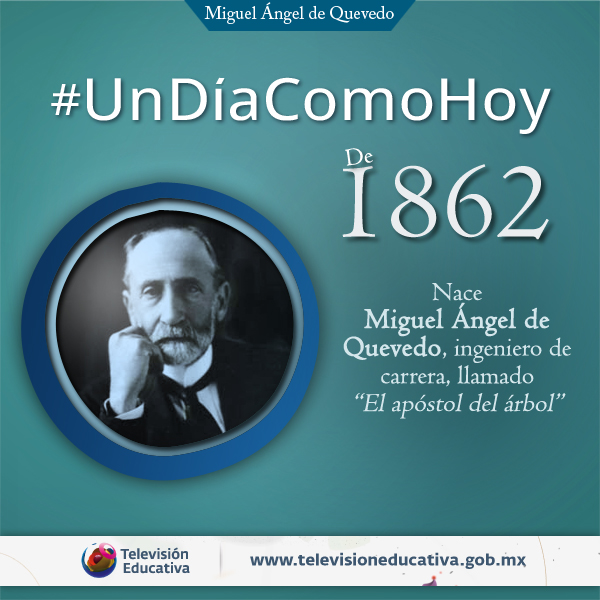 Miguel Ángel de Quevedo
#UnDíaComoHoy
De
1862
Nace
Miguel Ángel de
Quevedo, ingeniero de
carrera, llamado
“El apóstol del árbol”
Televisión
Educativa
www.televisioneducativa.gob.mx